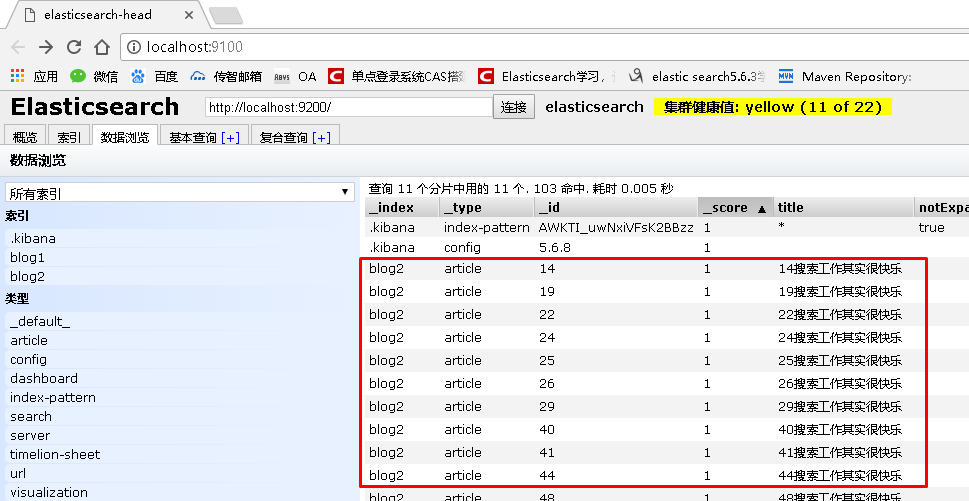 elasticsearch-head
localhost:9100
应用 微信 百度 传智邮箱 ABVS OA 单点登录系统CAS搭 Elasticsearch学习, elastic search5.6.3学 MVN Maven Repository:
Elasticsearch http://localhost:9200/ 连接 elasticsearch 集群健康值: yellow (11 of 22)
概览 索引 数据浏览 基本查询 [+] 复合查询 [+]
数据浏览
所有索引
索引
.kibana
blog1
blog2
类型
_default_
article
config
dashboard
index-pattern
search
server
timelion-sheet
url
visualization
查询 11 个分片中用的 11 个. 103 命中. 耗时 0.005 秒
_index _type _id _score ▲ title notExpa
.kibana index-pattern AWKTI_uwNxiVFsK2BBzz 1 * true
.kibana config 5.6.8 1
blog2 article 14 1 14搜索工作其实很快乐
blog2 article 19 1 19搜索工作其实很快乐
blog2 article 22 1 22搜索工作其实很快乐
blog2 article 24 1 24搜索工作其实很快乐
blog2 article 25 1 25搜索工作其实很快乐
blog2 article 26 1 26搜索工作其实很快乐
blog2 article 29 1 29搜索工作其实很快乐
blog2 article 40 1 40搜索工作其实很快乐
blog2 article 41 1 41搜索工作其实很快乐
blog2 article 44 1 44搜索工作其实很快乐
blog2 article 48 1 48搜索工作其实很快乐